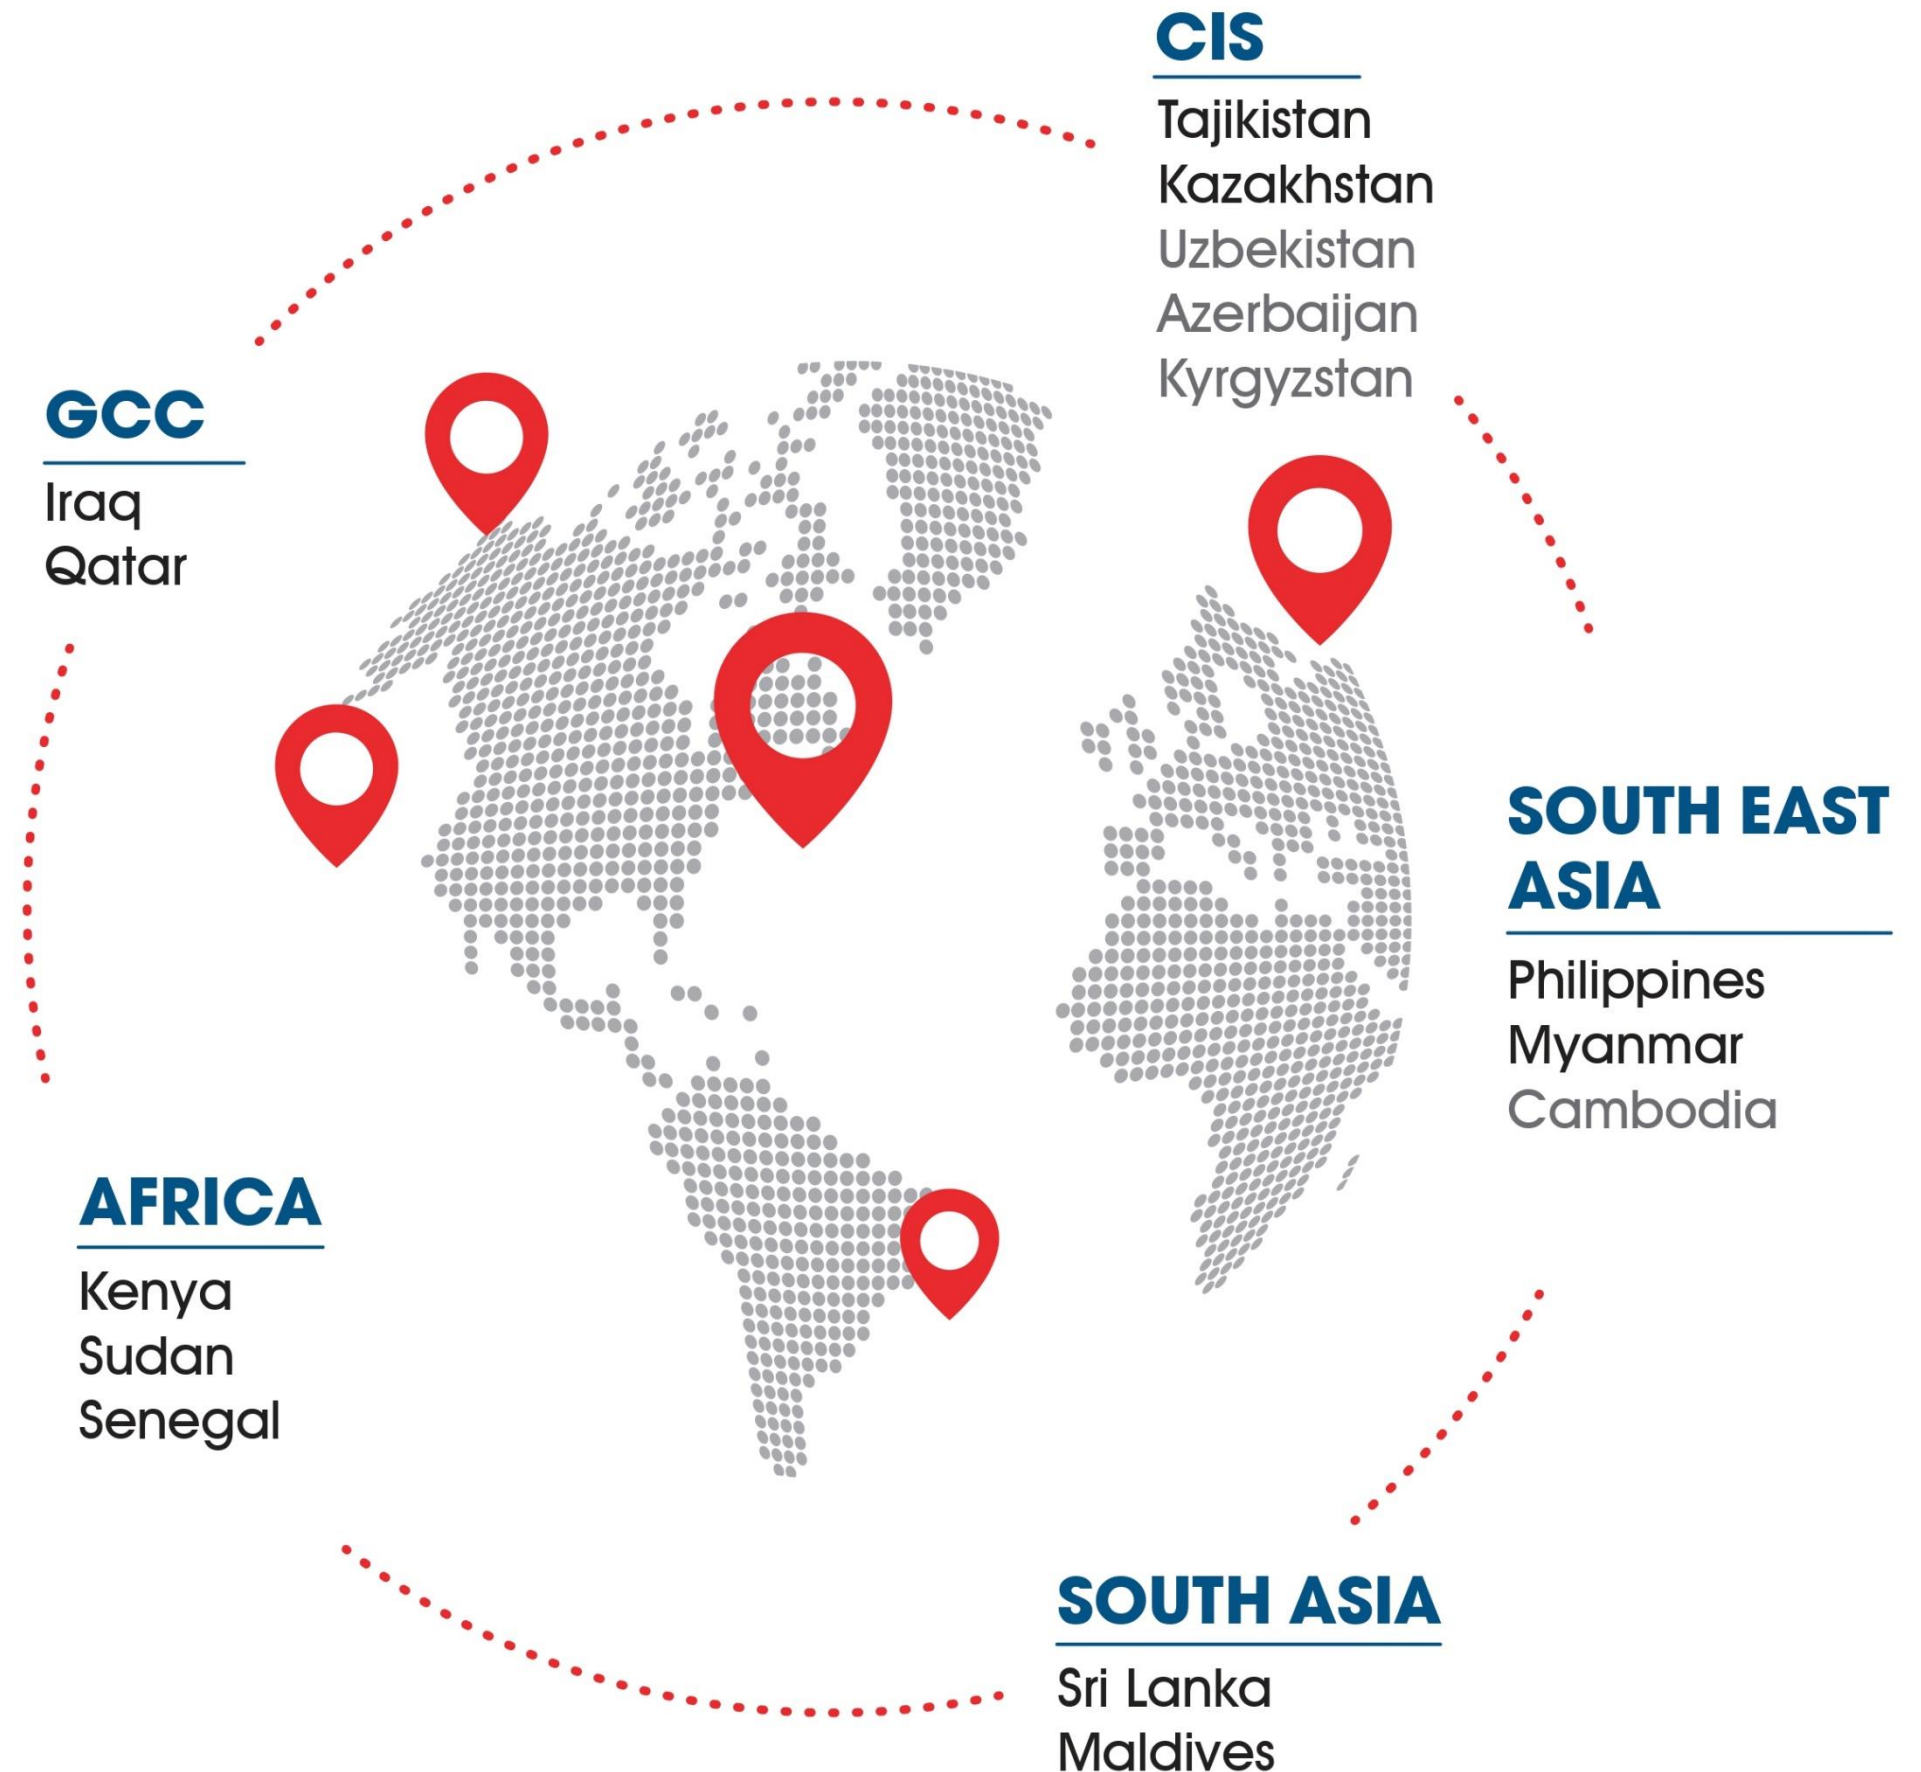 CIS
Tajikistan
Kazakhstan
Uzbekistan
Azerbaijan
Kyrgyzstan
GCC
Iraq
Qatar
SOUTH EAST
ASIA
Philippines
Myanmar
Cambodia
AFRICA
Kenya
Sudan
Senegal
SOUTH ASIA
Sri Lanka
Maldives